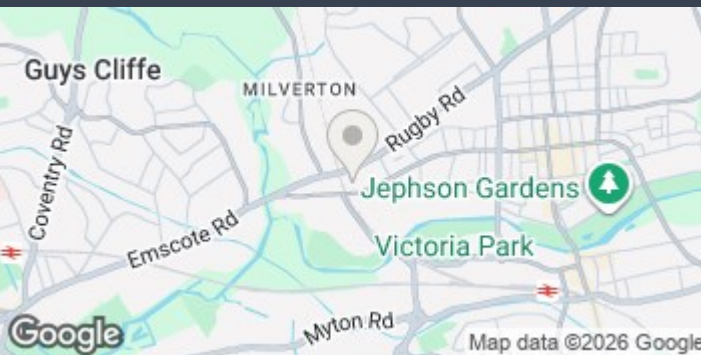 Guys Cliffe
MILVERTON
Rugby Rd
Coventry Rd
Jephson Gardens
Emscote Rd
Victoria Park
Myton Rd
Google
Map data ©2026 Google